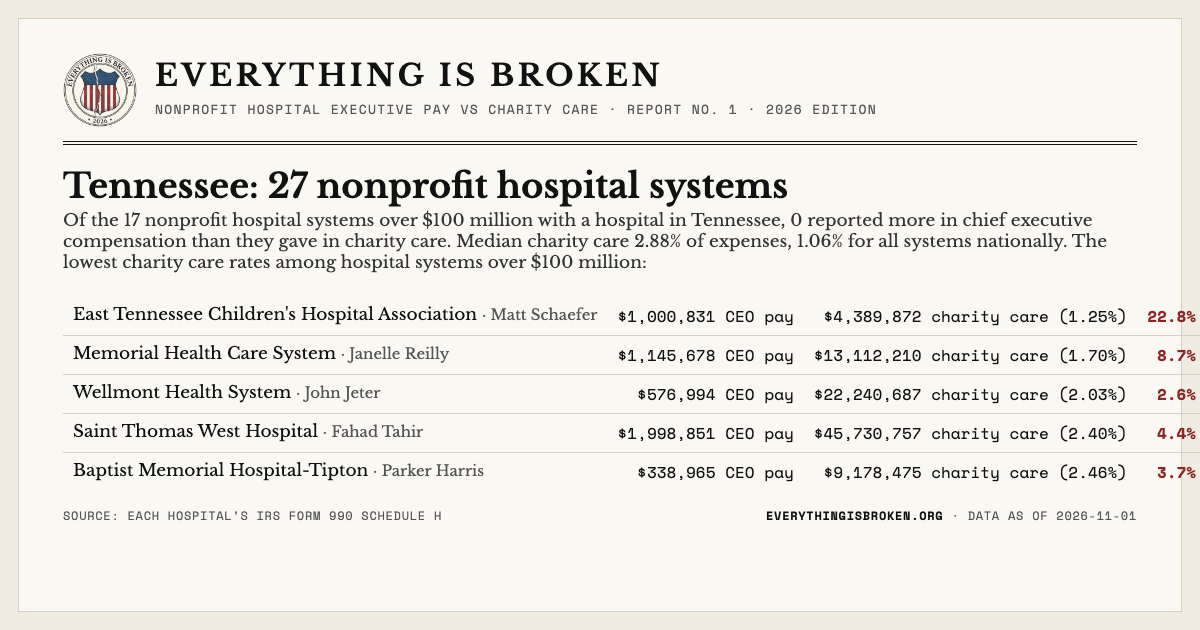 EVERYTHING IS BROKEN
2026
EVERYTHING IS BROKEN
NONPROFIT HOSPITAL EXECUTIVE PAY VS CHARITY CARE · REPORT NO. 1 · 2026 EDITION
Tennessee: 27 nonprofit hospital systems
Of the 17 nonprofit hospital systems over $100 million with a hospital in Tennessee, 0 reported more in chief executive
compensation than they gave in charity care. Median charity care 2.88% of expenses, 1.06% for all systems nationally. The
lowest charity care rates among hospital systems over $100 million:
East Tennessee Children's Hospital Association · Matt Schaefer $1,000,831 CEO pay $4,389,872 charity care (1.25%) 22.8%
Memorial Health Care System · Janelle Reilly $1,145,678 CEO pay $13,112,210 charity care (1.70%) 8.7%
Wellmont Health System · John Jeter $576,994 CEO pay $22,240,687 charity care (2.03%) 2.6%
Saint Thomas West Hospital · Fahad Tahir $1,998,851 CEO pay $45,730,757 charity care (2.40%) 4.4%
Baptist Memorial Hospital-Tipton · Parker Harris $338,965 CEO pay $9,178,475 charity care (2.46%) 3.7%
SOURCE: EACH HOSPITAL'S IRS FORM 990 SCHEDULE H
EVERYTHINGISBROKEN.ORG · DATA AS OF 2026-11-01